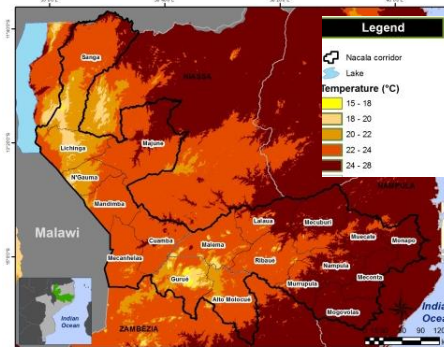 Legend
Nacala corridor
Lake
Temperature (°C)
15 - 18
18 - 20
20 - 22
22 - 24
24 - 28
Sanga
Majune
Lichinga
N'Gauma
Mandimba
Malawi
NAMPULA
Lalaua
Mecuburi
Muecate
Monapo
Cuamba
Malema
Mecanhelas
Ribaue
Nampula
Gurue
Murrupula
Meconta
Alto Molocue
Mogovolas
ZAMBEZIA
Indian
Ocean
India
Ocea